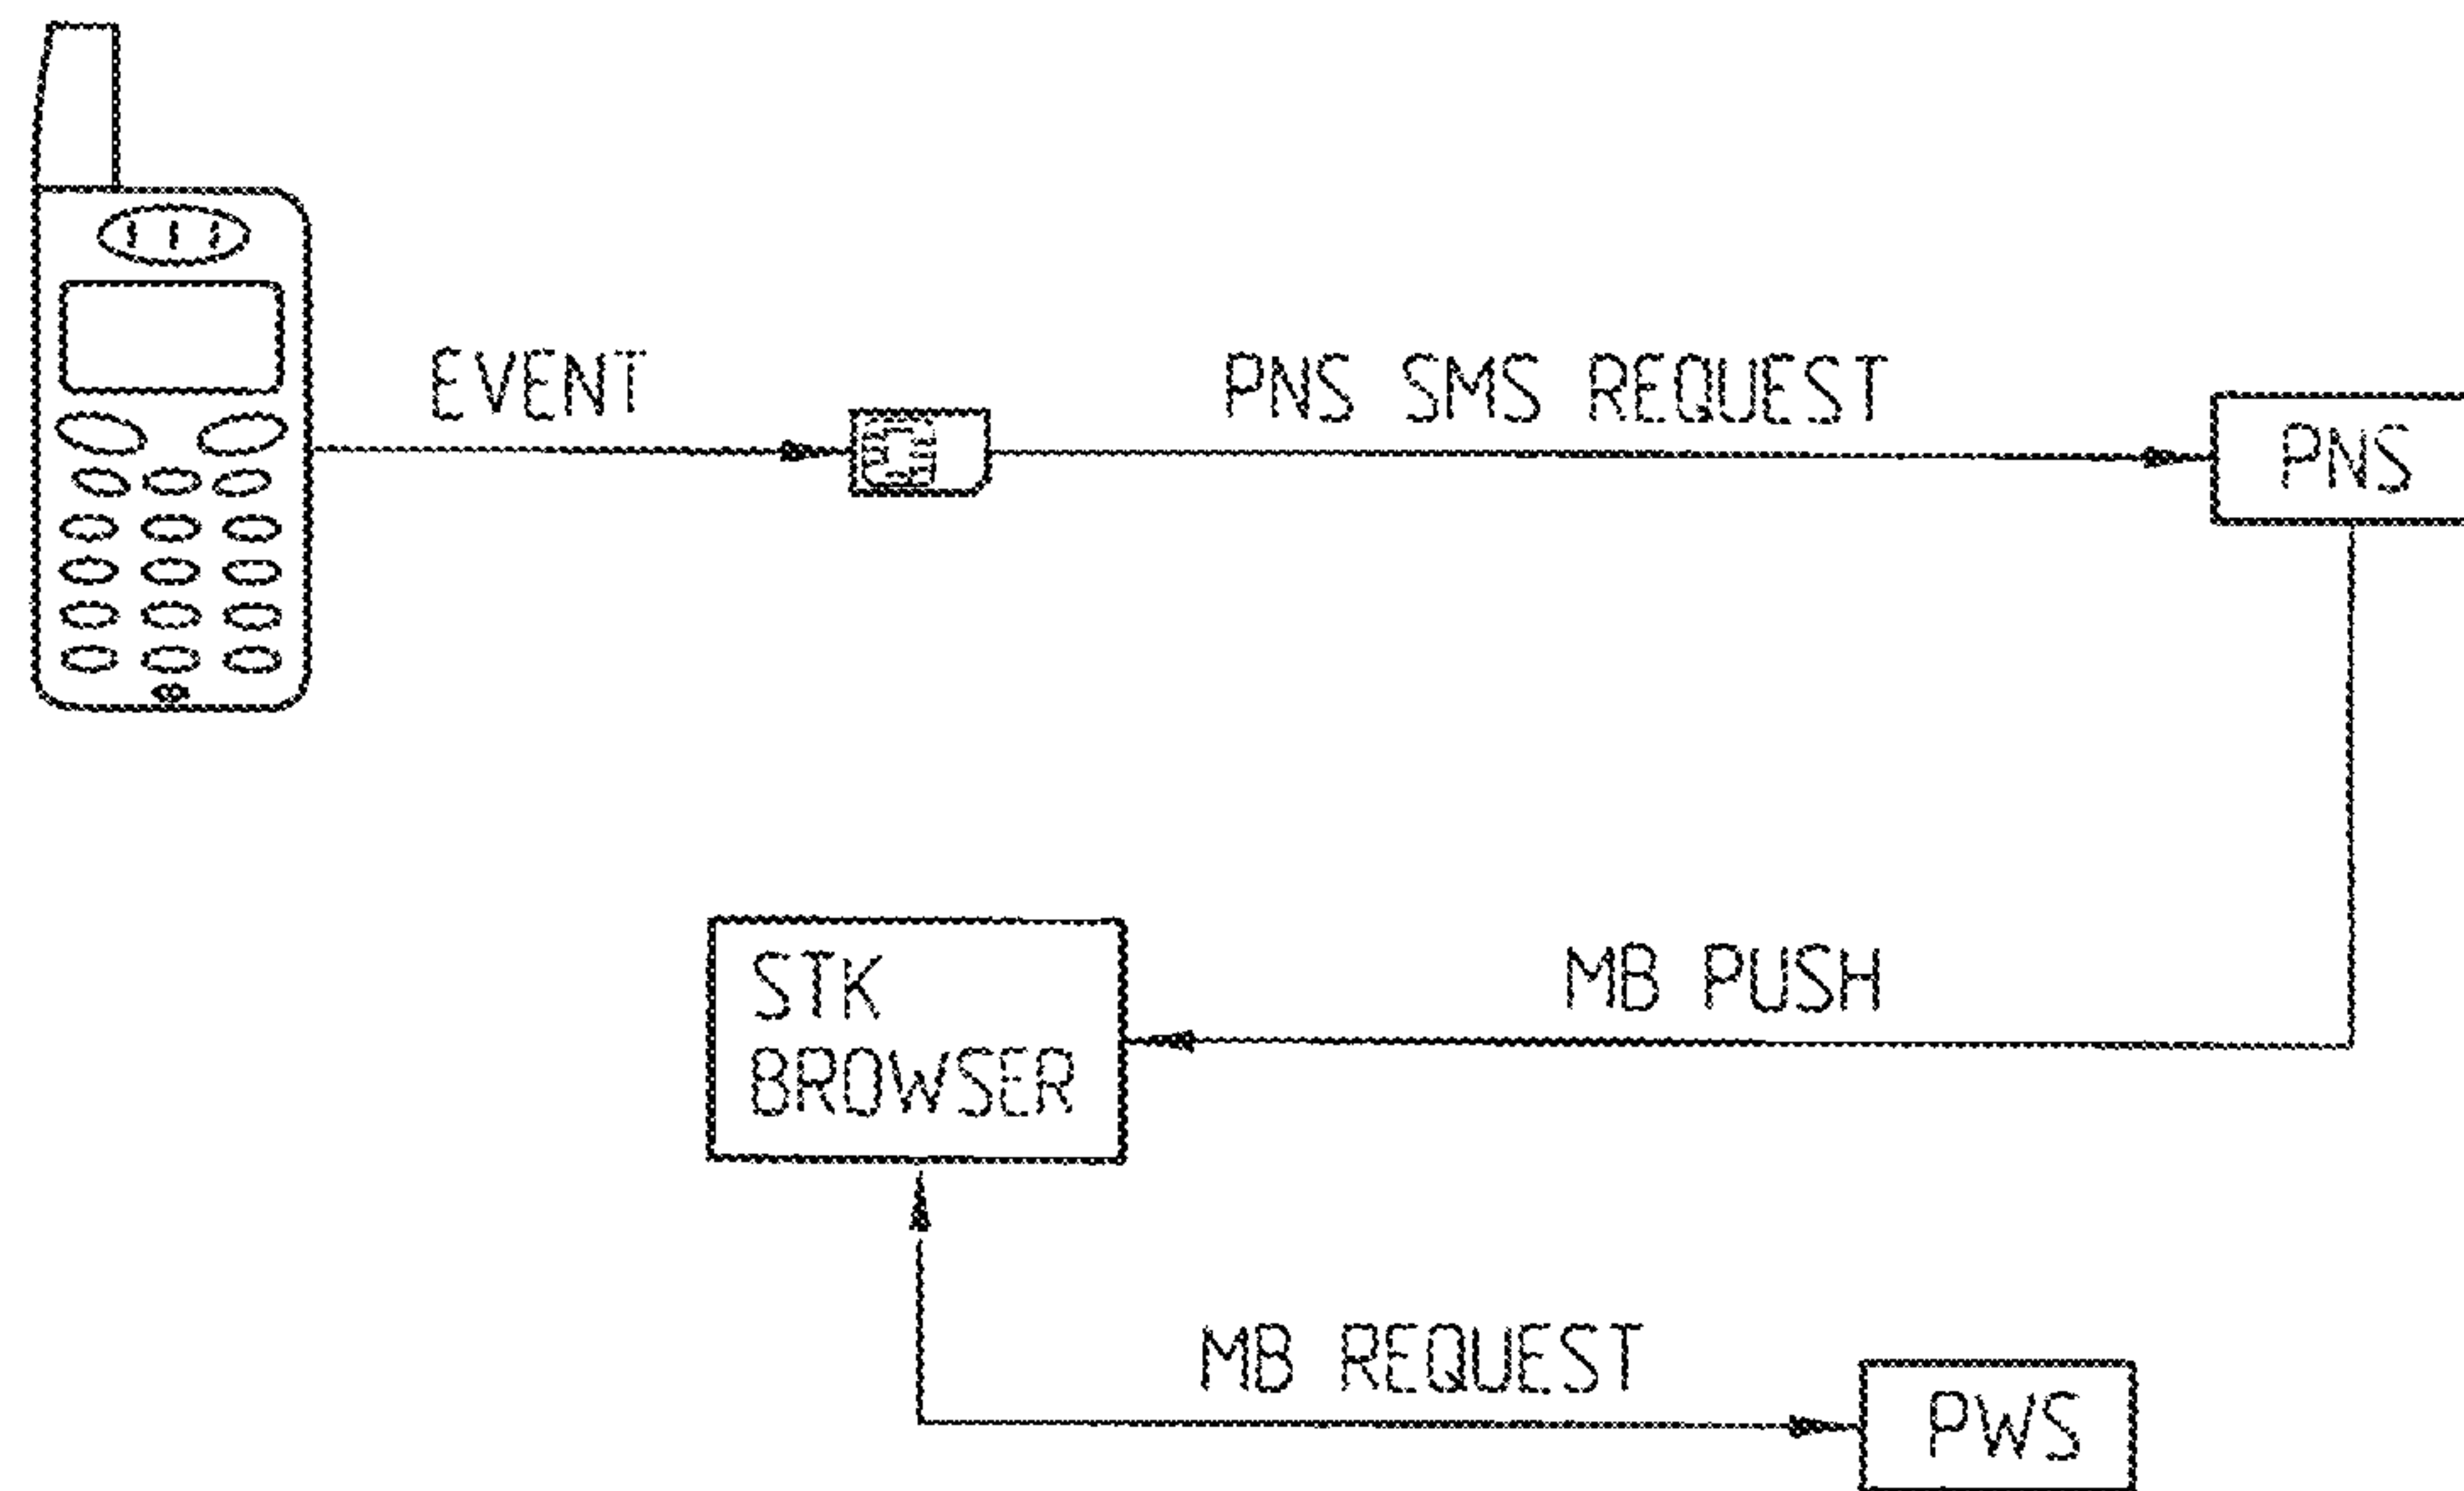 EVENT
PNS SMS REQUEST
PNS
STK
BROWSER
MB PUSH
MB REQUEST
PWS